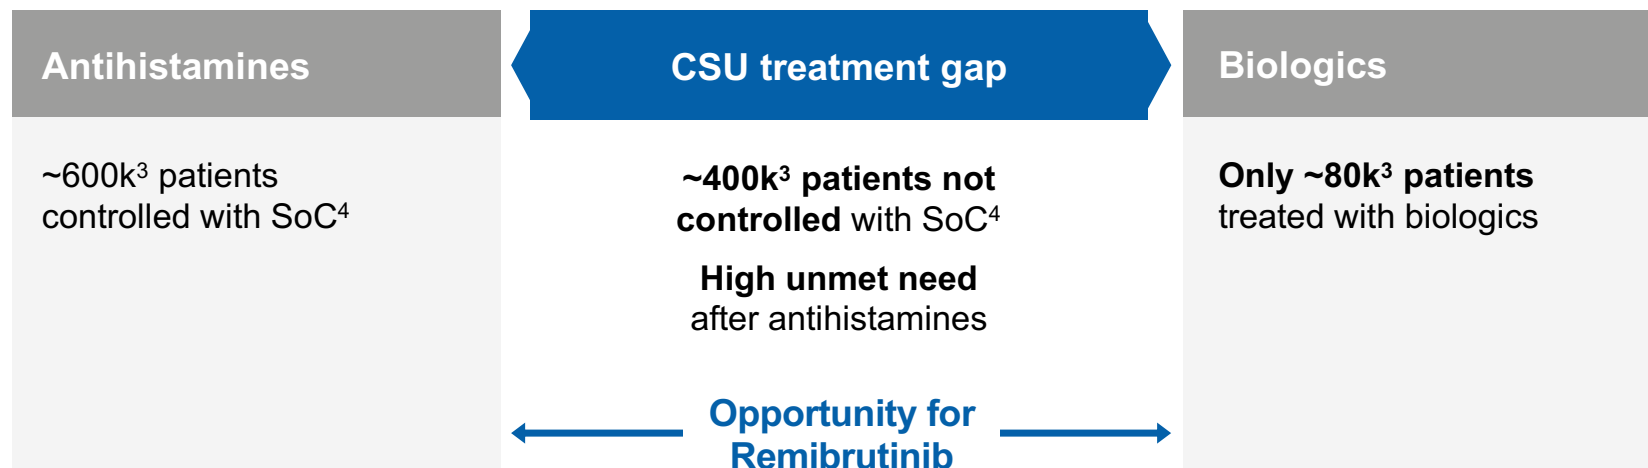 Antihistamines
~600k³ patients
controlled with SoC⁴
CSU treatment gap
~400k³ patients not
controlled with SoC⁴
High unmet need
after antihistamines
Opportunity for
Remibrutinib
Biologics
Only ~80k³ patients
treated with biologics